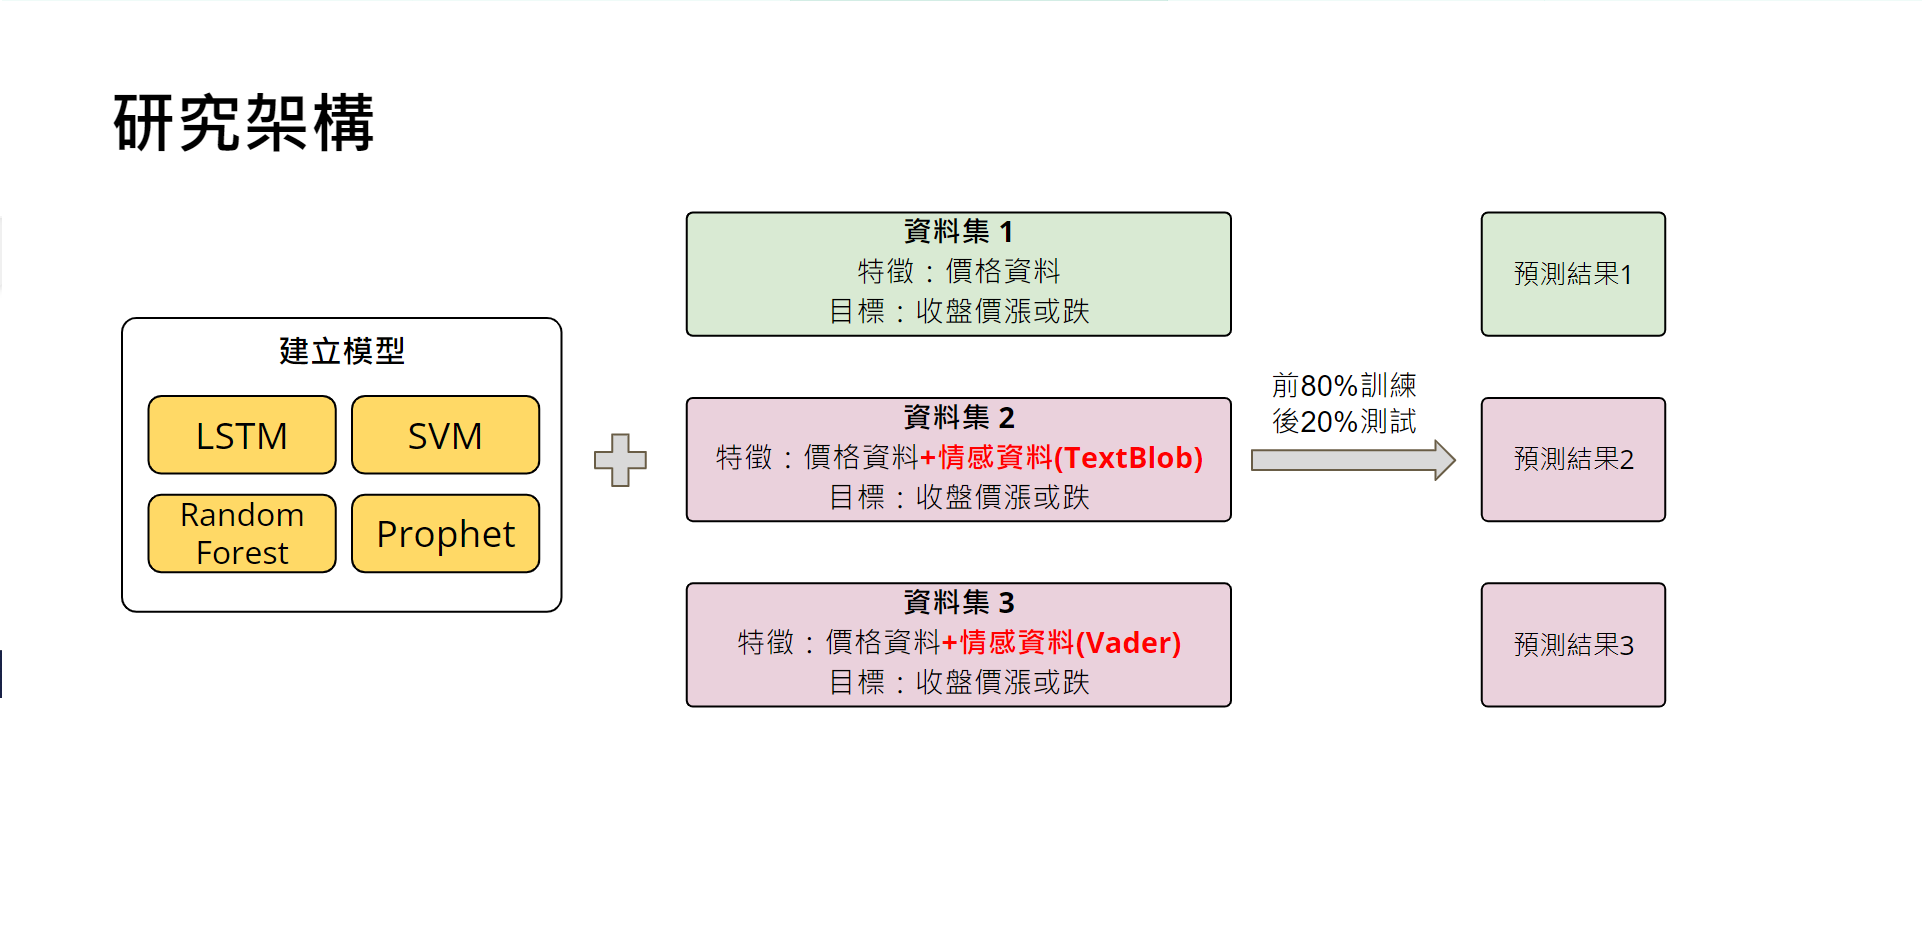 研究架構
建立模型
LSTM
SVM
Random
Forest
Prophet
資料集 1
特徵：價格資料
目標：收盤價漲或跌
資料集 2
特徵：價格資料+情感資料(TextBlob)
目標：收盤價漲或跌
資料集 3
特徵：價格資料+情感資料(Vader)
目標：收盤價漲或跌
前80%訓練
後20%測試
預測結果1
預測結果2
預測結果3